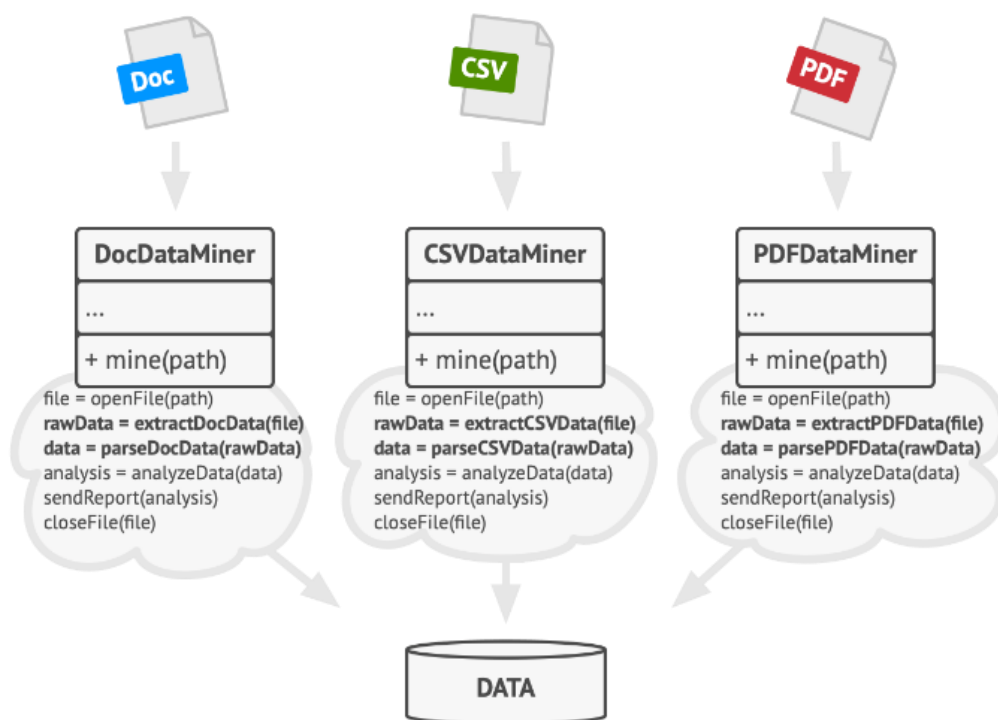 Doc
CSV
PDF
DocDataMiner
...
+ mine(path)
file = openFile(path)
rawData = extractDocData(file)
data = parseDocData(rawData)
analysis = analyzeData(data)
sendReport(analysis)
closeFile(file)
CSVDataMiner
...
+ mine(path)
file = openFile(path)
rawData = extractCSVData(file)
data = parseCSVData(rawData)
analysis = analyzeData(data)
sendReport(analysis)
closeFile(file)
PDFDataMiner
...
+ mine(path)
file = openFile(path)
rawData = extractPDFData(file)
data = parsePDFData(rawData)
analysis = analyzeData(data)
sendReport(analysis)
closeFile(file)
DATA